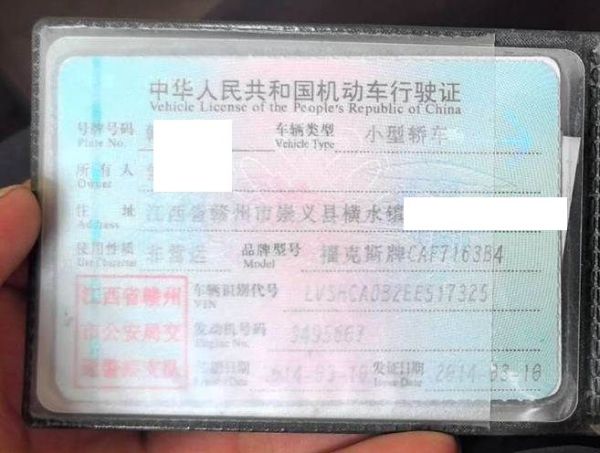 中华人民共和国机动车行驶证
Vehicle License of the People's Republic of China
号牌号码 车辆类型 小型轿车
Plate No. Vehicle Type
所有人
Owner
住 址 江西省赣州市崇义县横水镇
Address
使用性质 非营运 品牌型号 福克斯牌CAF7163B4
Use Character Model
江西省赣州 车辆识别代号 LVSHCADB2EE517325
VIN
市公安局交 发动机号码
Engine No.
通警察支队 注册日期 2014-03-10 发证日期 2014-03-10
Issue Date